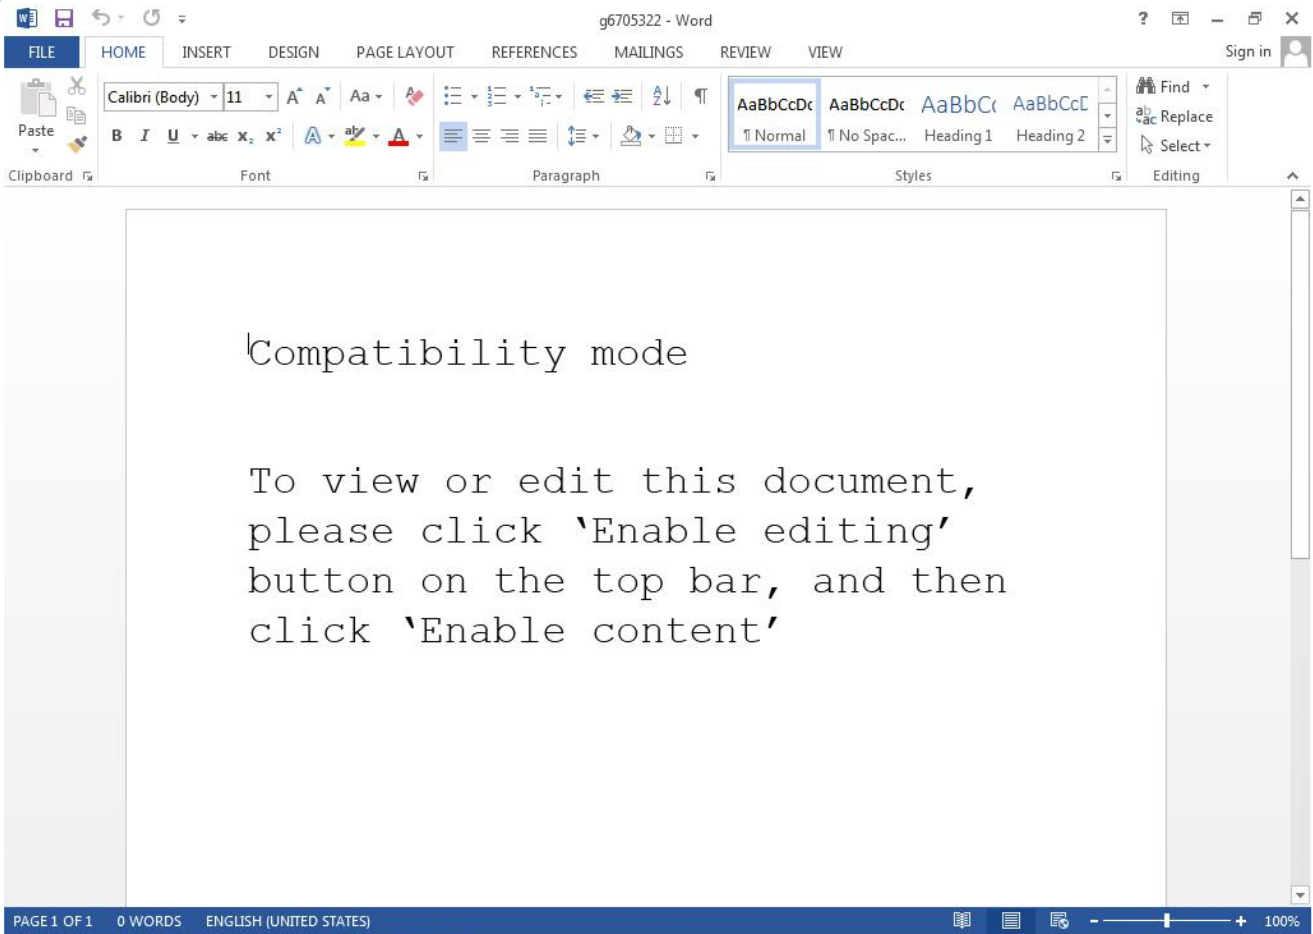 g6705322 - Word
FILE HOME INSERT DESIGN PAGE LAYOUT REFERENCES MAILINGS REVIEW VIEW Sign in
Paste
Clipboard
Calibri (Body) 11
Font
Paragraph
AaBbCcDc AaBbCcDc AaBbC AaBbCcE
¶ Normal ¶ No Spac... Heading 1 Heading 2
Styles
Find
Replace
Select
Editing
Compatibility mode
To view or edit this document,
please click ‘Enable editing’
button on the top bar, and then
click ‘Enable content’
PAGE 1 OF 1 0 WORDS ENGLISH (UNITED STATES) 100%